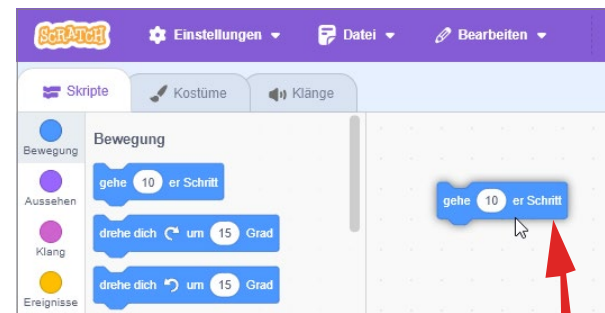 SCRATCH Einstellungen Datei Bearbeiten
Skripte Kostüme Klänge
Bewegung
Aussehen
Klang
Ereignisse
Bewegung
gehe 10 er Schritt
drehe dich um 15 Grad
drehe dich um 15 Grad
gehe 10 er Schritt